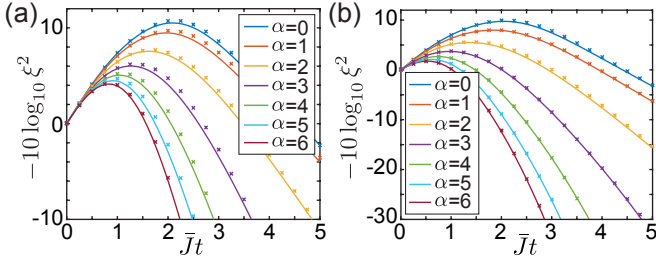 (a)
−10 log₁₀ ξ²
10
0
-10
0
1
2
3
4
5
J̄t
α=0
α=1
α=2
α=3
α=4
α=5
α=6
(b)
−10 log₁₀ ξ²
10
0
-10
-20
-30
0
1
2
3
4
5
J̄t
α=0
α=1
α=2
α=3
α=4
α=5
α=6